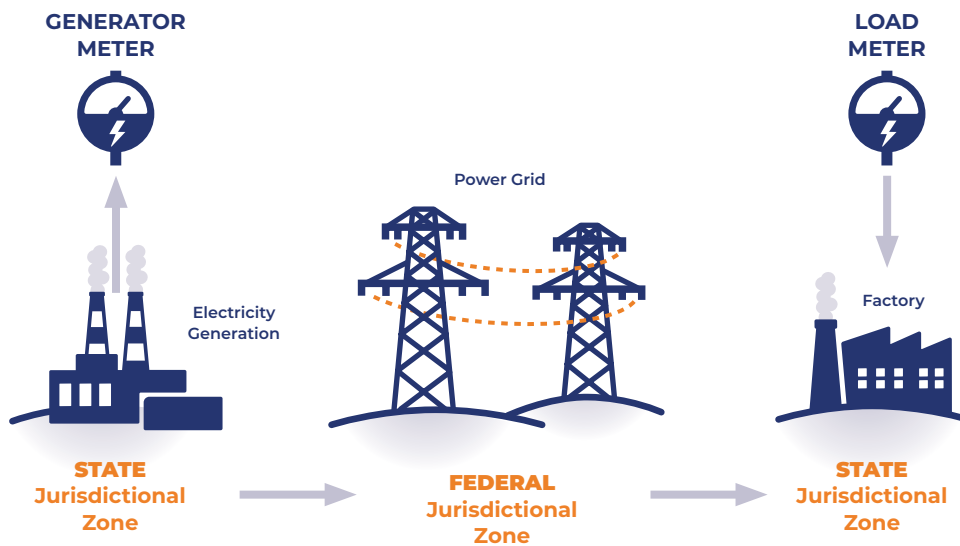 GENERATOR
METER
LOAD
METER
Power Grid
Electricity
Generation
Factory
STATE
Jurisdictional
Zone
FEDERAL
Jurisdictional
Zone
STATE
Jurisdictional
Zone